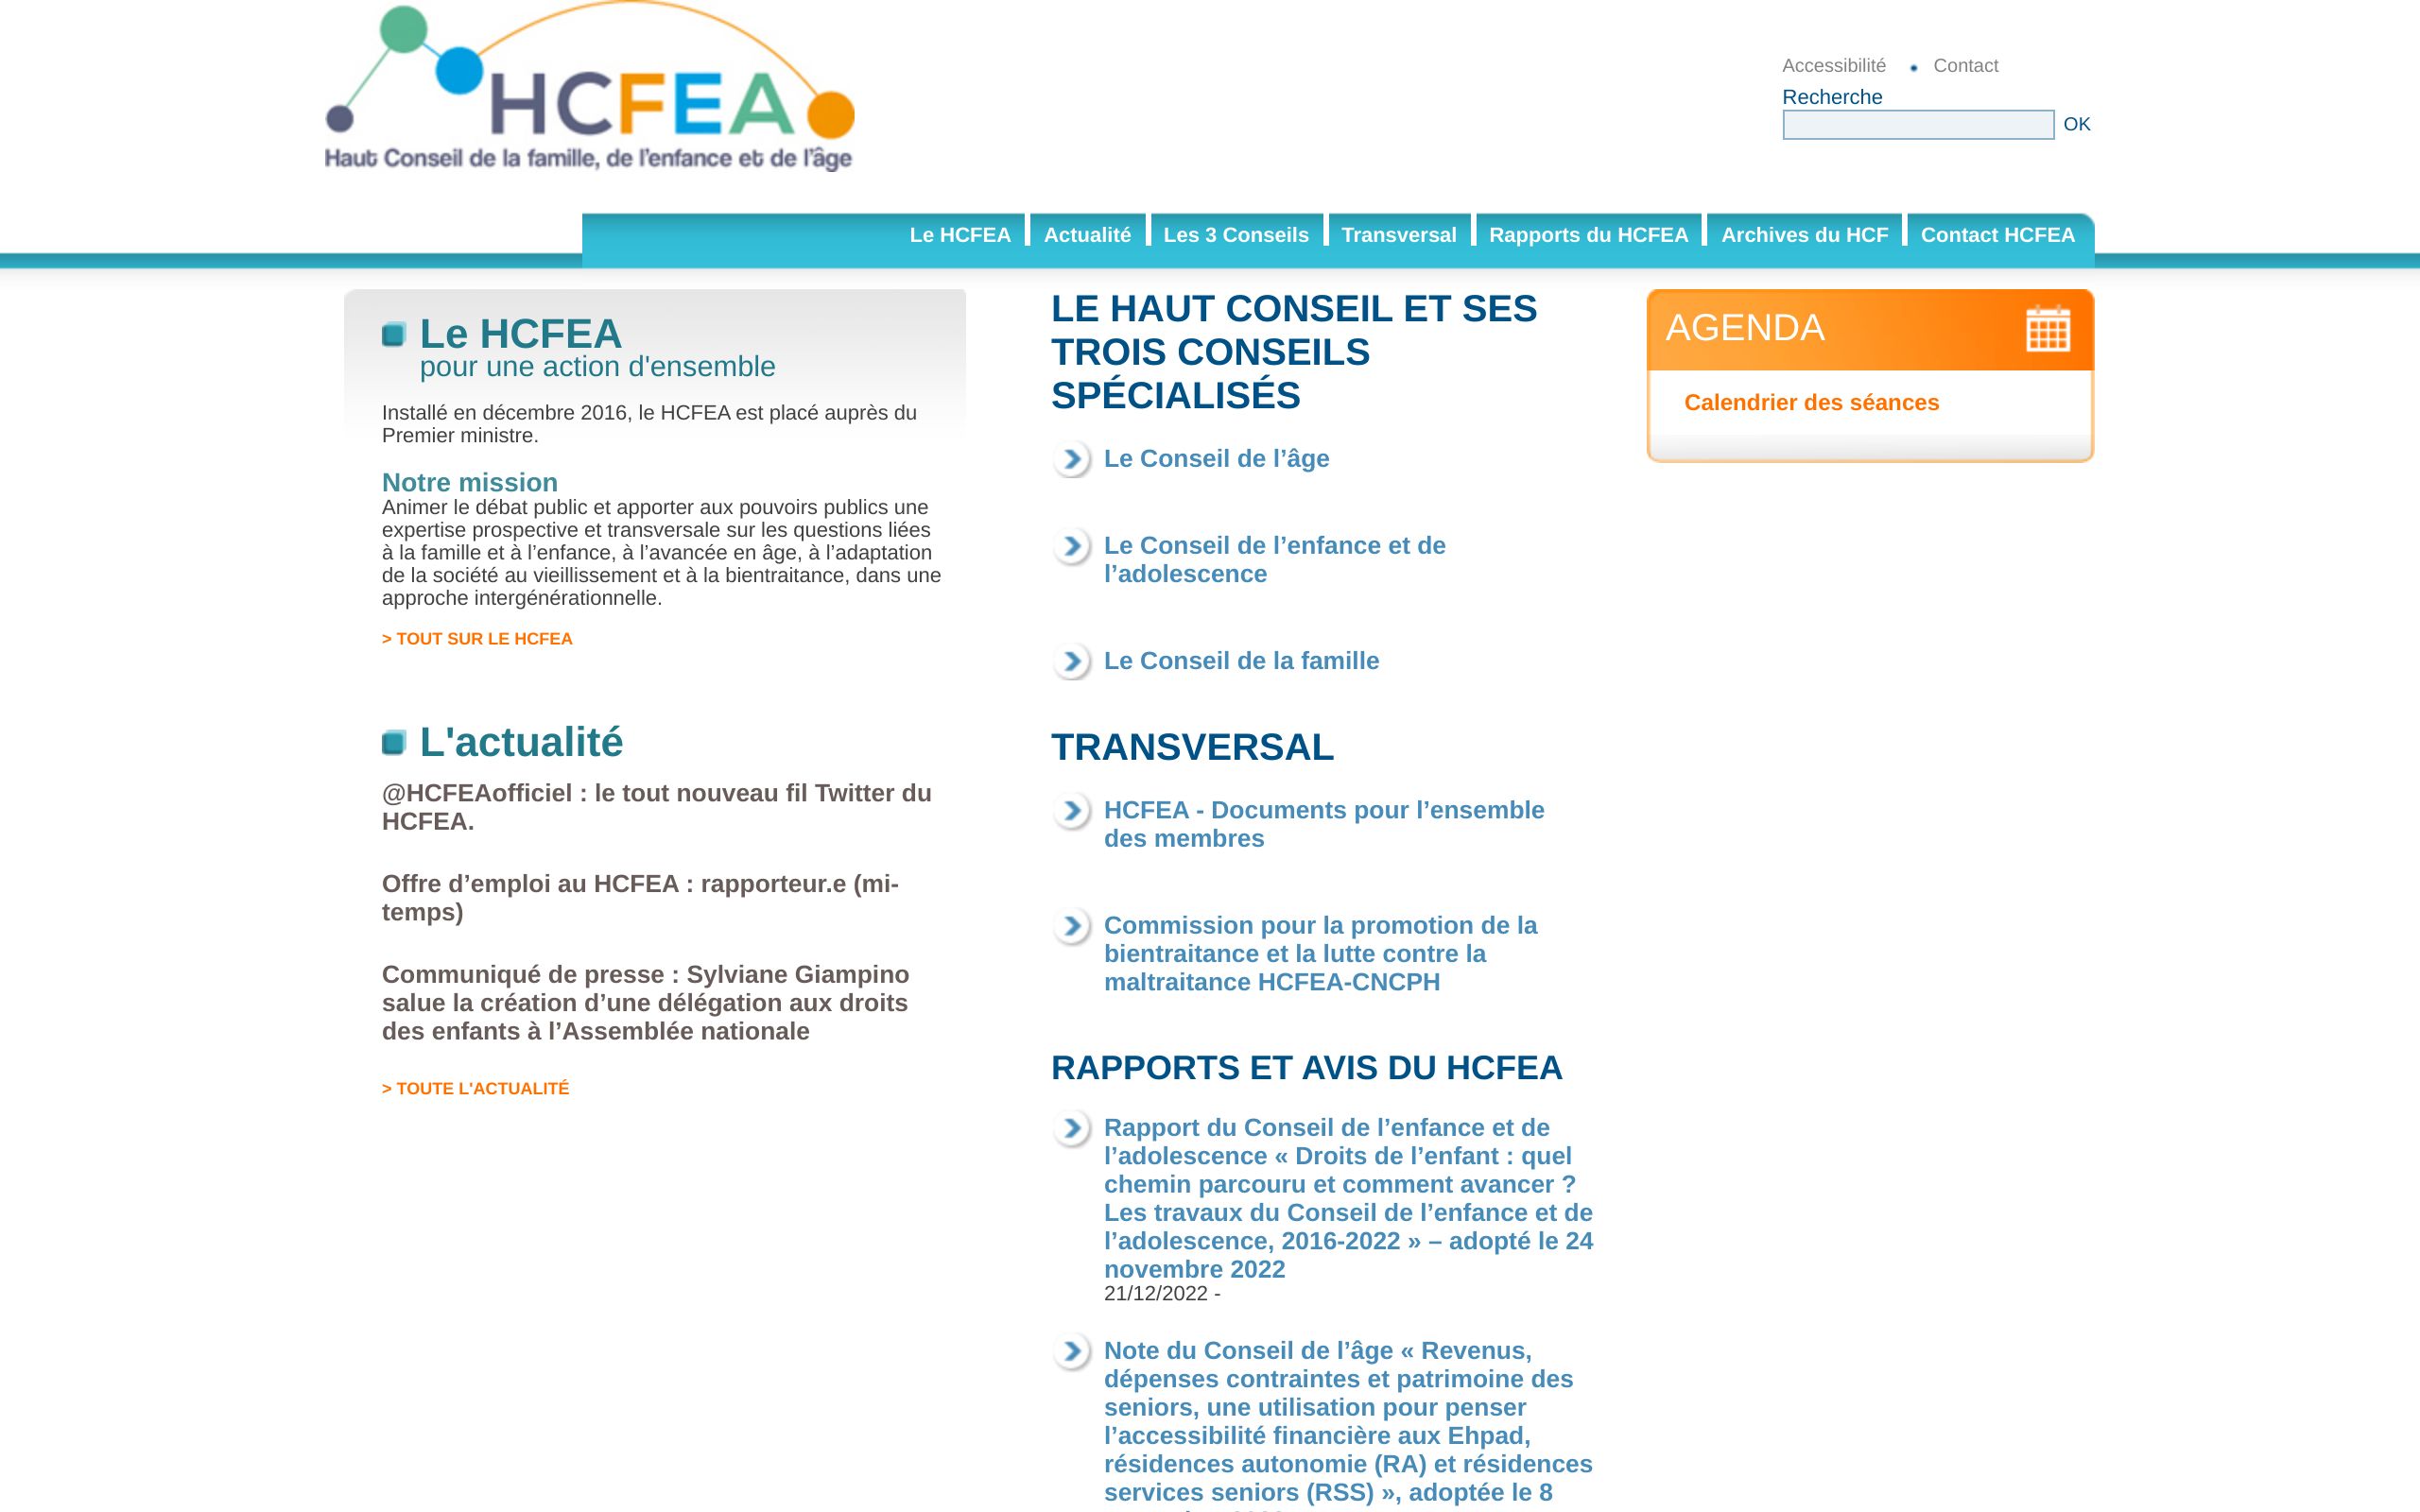 HCFEA
Haut Conseil de la famille, de l’enfance et de l’âge
Accessibilité • Contact
Recherche
OK
Le HCFEA
Actualité
Les 3 Conseils
Transversal
Rapports du HCFEA
Archives du HCF
Contact HCFEA
Le HCFEA
pour une action d'ensemble
Installé en décembre 2016, le HCFEA est placé auprès du
Premier ministre.
Notre mission
Animer le débat public et apporter aux pouvoirs publics une
expertise prospective et transversale sur les questions liées
à la famille et à l’enfance, à l’avancée en âge, à l’adaptation
de la société au vieillissement et à la bientraitance, dans une
approche intergénérationnelle.
> TOUT SUR LE HCFEA
L'actualité
@HCFEAofficiel : le tout nouveau fil Twitter du
HCFEA.
Offre d’emploi au HCFEA : rapporteur.e (mi-
temps)
Communiqué de presse : Sylviane Giampino
salue la création d’une délégation aux droits
des enfants à l’Assemblée nationale
> TOUTE L'ACTUALITÉ
LE HAUT CONSEIL ET SES
TROIS CONSEILS
SPÉCIALISÉS
Le Conseil de l’âge
Le Conseil de l’enfance et de
l’adolescence
Le Conseil de la famille
TRANSVERSAL
HCFEA - Documents pour l’ensemble
des membres
Commission pour la promotion de la
bientraitance et la lutte contre la
maltraitance HCFEA-CNCPH
RAPPORTS ET AVIS DU HCFEA
Rapport du Conseil de l’enfance et de
l’adolescence « Droits de l’enfant : quel
chemin parcouru et comment avancer ?
Les travaux du Conseil de l’enfance et de
l’adolescence, 2016-2022 » – adopté le 24
novembre 2022
21/12/2022 -
Note du Conseil de l’âge « Revenus,
dépenses contraintes et patrimoine des
seniors, une utilisation pour penser
l’accessibilité financière aux Ehpad,
résidences autonomie (RA) et résidences
services seniors (RSS) », adoptée le 8
AGENDA
Calendrier des séances